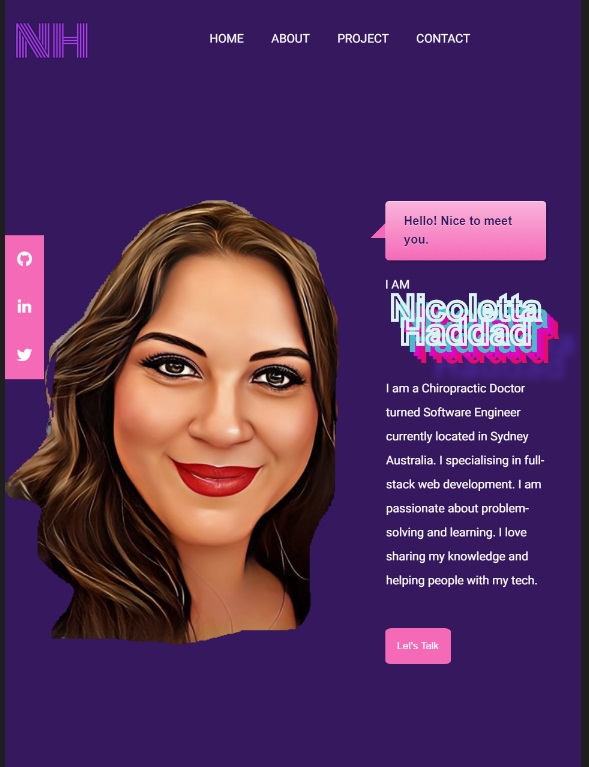 NH
HOME ABOUT PROJECT CONTACT
Hello! Nice to meet
you.
I AM
Nicoletta
Haddad
I am a Chiropractic Doctor
turned Software Engineer
currently located in Sydney
Australia. I specialising in full-
stack web development. I am
passionate about problem-
solving and learning. I love
sharing my knowledge and
helping people with my tech.
Let's Talk